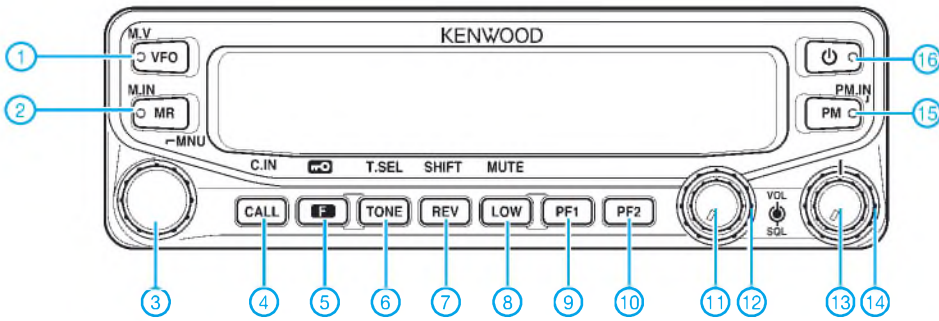 KENWOOD
M.V
1
VFO
16
M.IN
2
MR
PM.IN
PM
15
MNU
C.IN
T.SEL
SHIFT
MUTE
CALL
F
TONE
REV
LOW
PF1
PF2
VOL
SQL
3
4
5
6
7
8
9
10
11
12
13
14